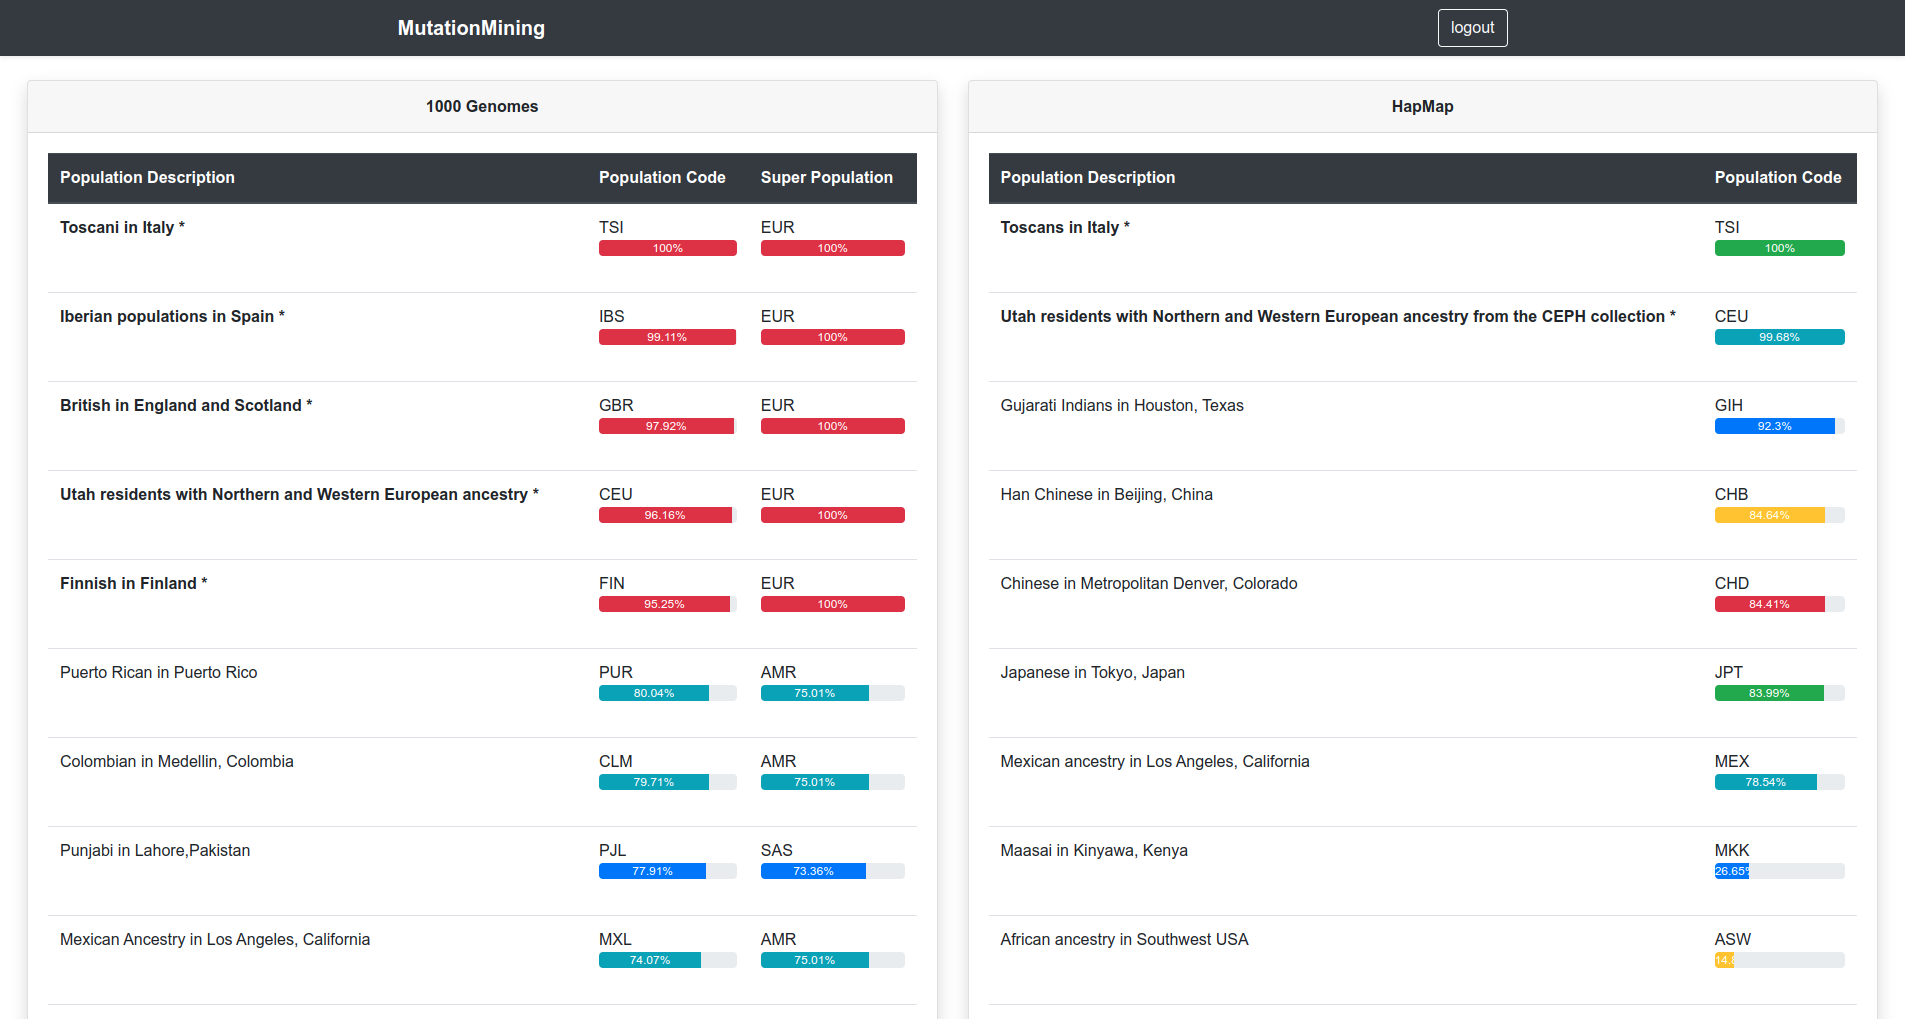 MutationMining
logout
1000 Genomes
Population Description Population Code Super Population
Toscani in Italy * TSI EUR
100% 100%
Iberian populations in Spain * IBS EUR
99.11% 100%
British in England and Scotland * GBR EUR
97.92% 100%
Utah residents with Northern and Western European ancestry * CEU EUR
96.16% 100%
Finnish in Finland * FIN EUR
95.25% 100%
Puerto Rican in Puerto Rico PUR AMR
80.04% 75.01%
Colombian in Medellin, Colombia CLM AMR
79.71% 75.01%
Punjabi in Lahore,Pakistan PJL SAS
77.91% 73.36%
Mexican Ancestry in Los Angeles, California MXL AMR
74.07% 75.01%
HapMap
Population Description Population Code
Toscans in Italy * TSI
100%
Utah residents with Northern and Western European ancestry from the CEPH collection * CEU
99.68%
Gujarati Indians in Houston, Texas GIH
92.3%
Han Chinese in Beijing, China CHB
84.64%
Chinese in Metropolitan Denver, Colorado CHD
84.41%
Japanese in Tokyo, Japan JPT
83.99%
Mexican ancestry in Los Angeles, California MEX
78.54%
Maasai in Kinyawa, Kenya MKK
26.65%
African ancestry in Southwest USA ASW